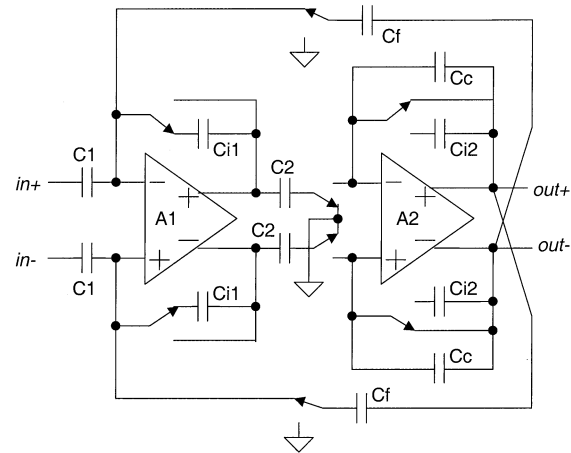 Cf
Cc
Ci1
Ci2
C1
C2
in+
−
+
A1
−
+
A2
out+
+
−
C2
+
−
out-
in-
C1
Ci1
Ci2
Cc
Cf